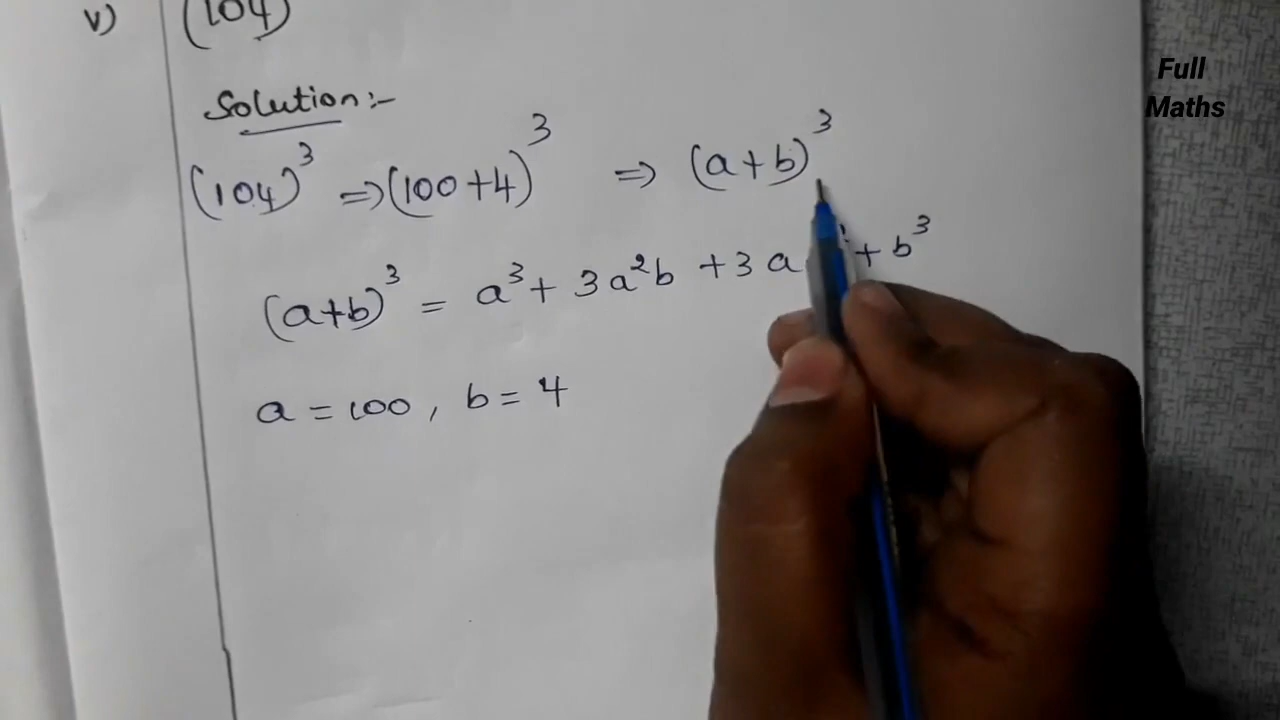 v) (104)
Full
Maths
Solution:-
(104)³ ⇒ (100+4)³ ⇒ (a+b)³
(a+b)³ = a³ + 3a²b + 3a + b³
a = 100, b = 4